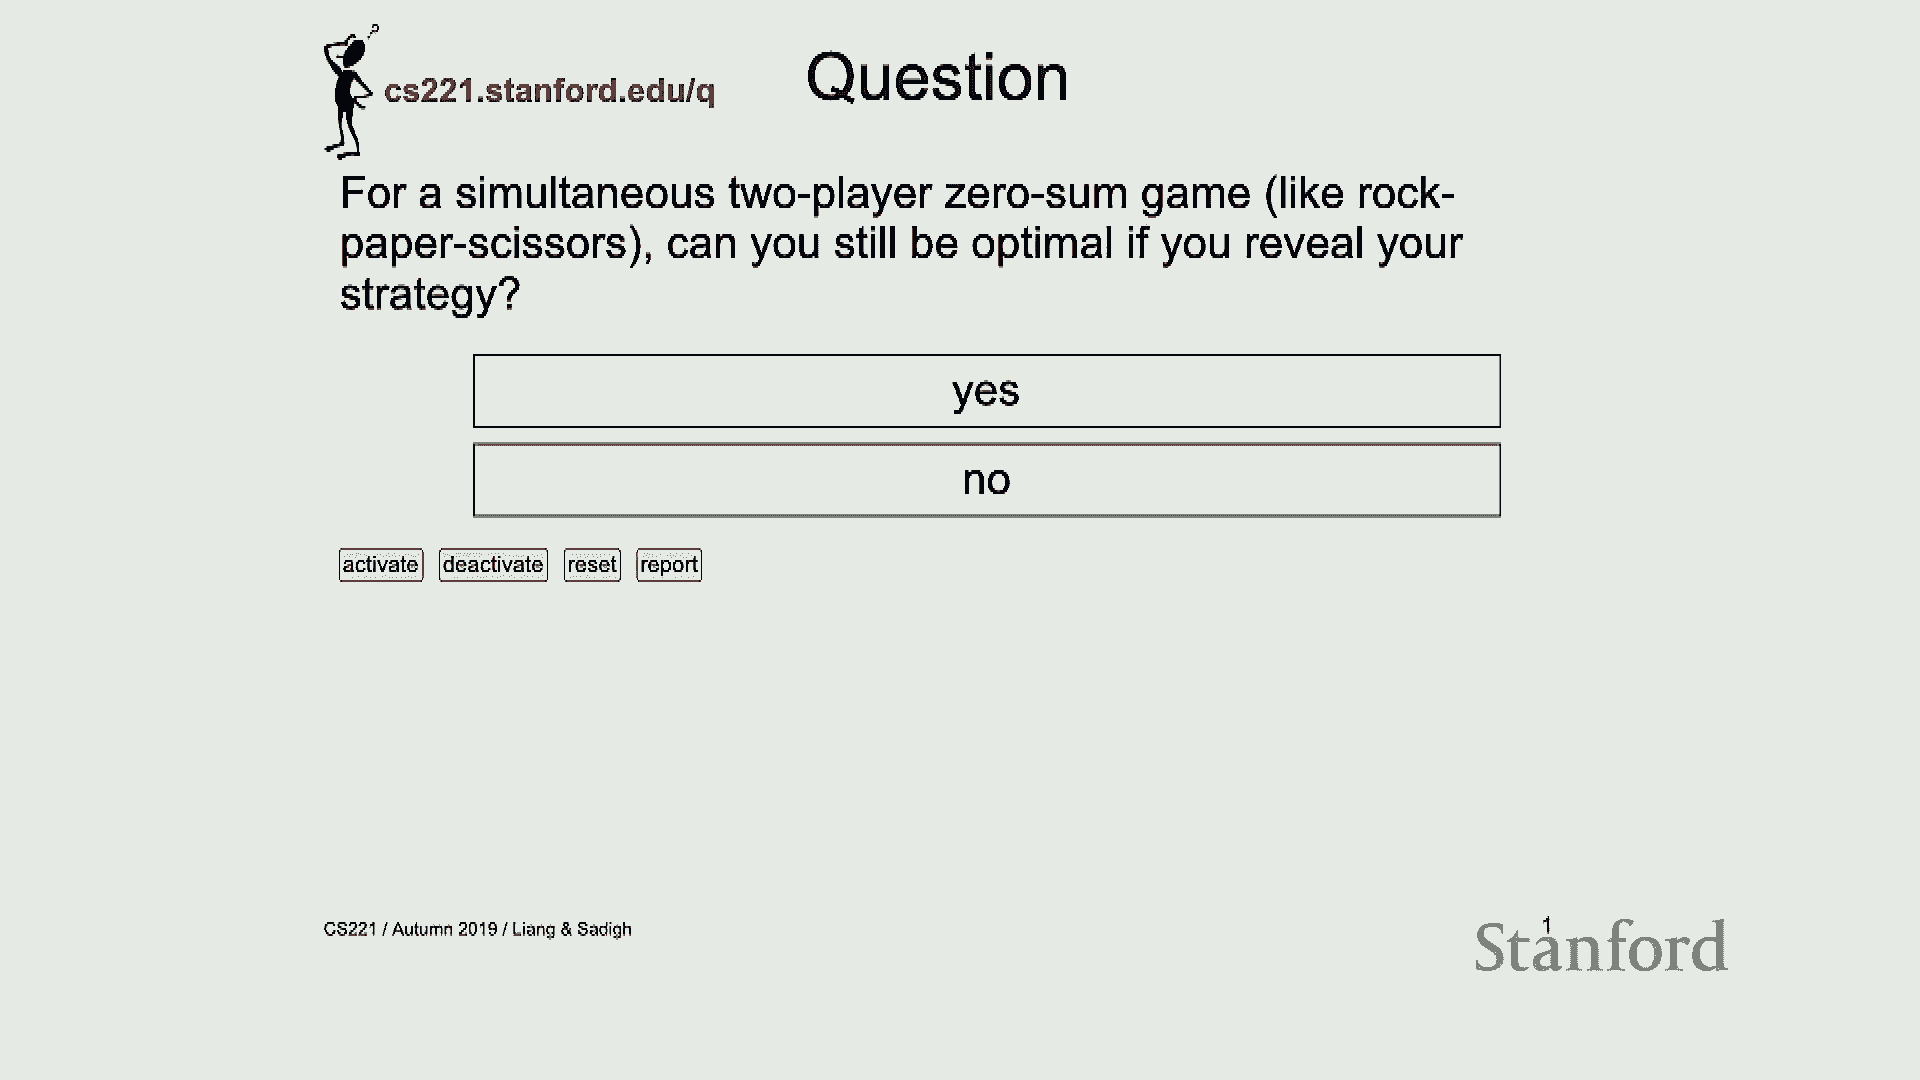 ?
cs221.stanford.edu/q
Question
For a simultaneous two-player zero-sum game (like rock-
paper-scissors), can you still be optimal if you reveal your
strategy?
yes
no
activate deactivate reset report
CS221 / Autumn 2019 / Liang & Sadigh
1
Stanford